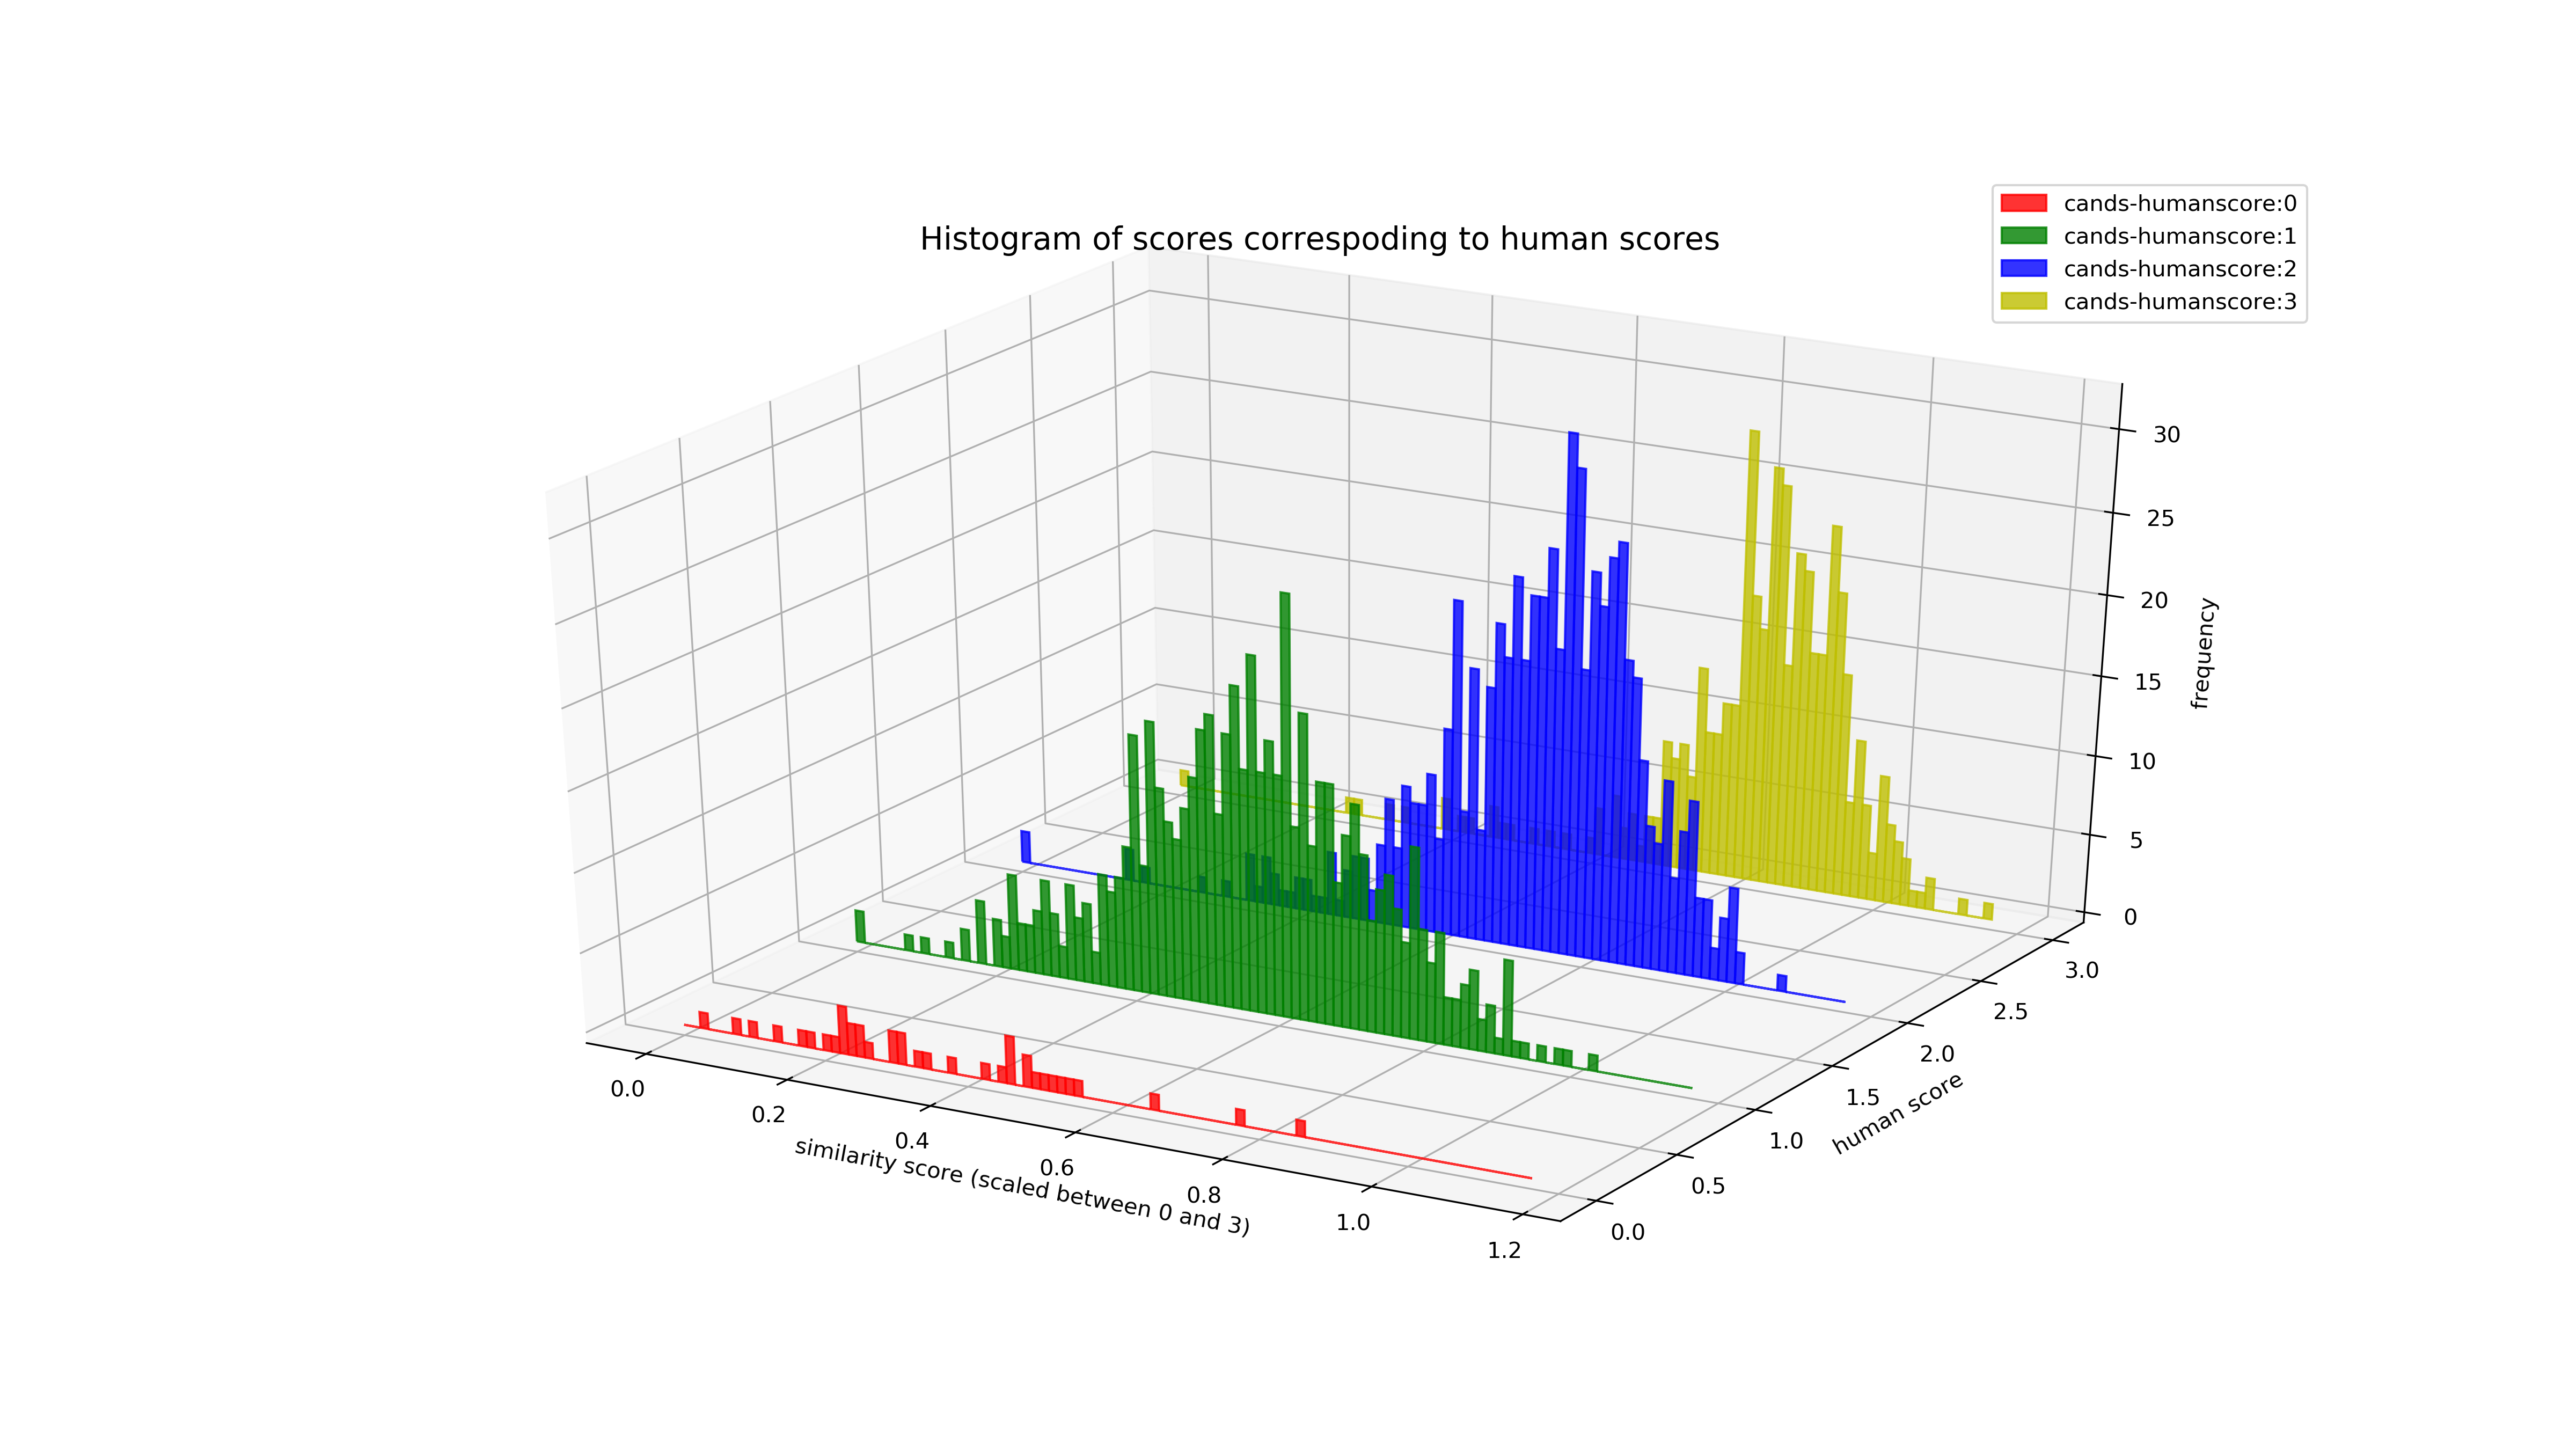 Histogram of scores correspoding to human scores
cands-humanscore:0
cands-humanscore:1
cands-humanscore:2
cands-humanscore:3
30
25
20
15
10
5
0
frequency
3.0
2.5
2.0
1.5
1.0
0.5
0.0
human score
0.0
0.2
0.4
0.6
0.8
1.0
1.2
similarity score (scaled between 0 and 3)